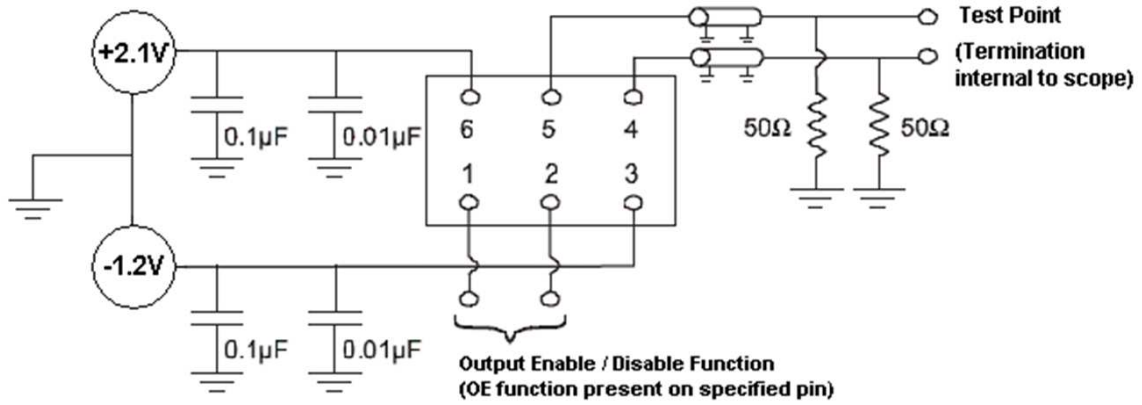 Test Point
(Termination
internal to scope)
+2.1V
0.1µF
0.01µF
6 5 4
1 2 3
50Ω
50Ω
-1.2V
0.1µF
0.01µF
Output Enable / Disable Function
(OE function present on specified pin)